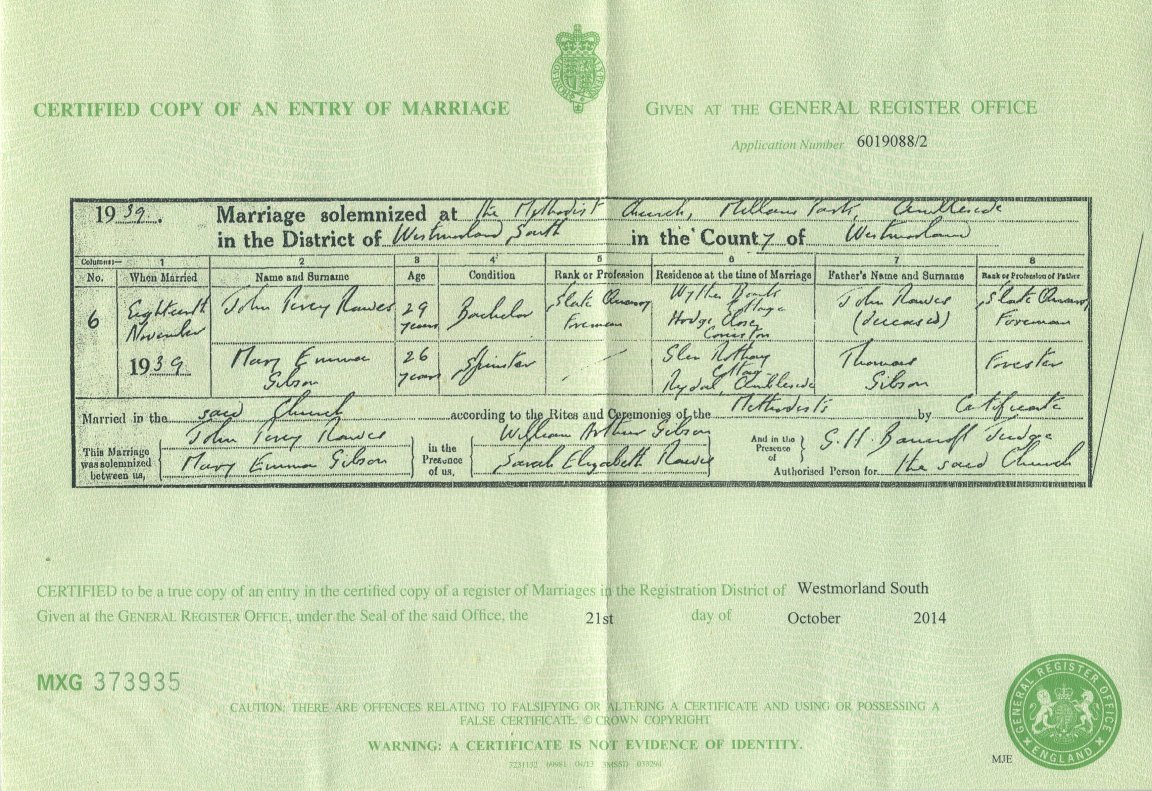 CERTIFIED COPY OF AN ENTRY OF MARRIAGE
GIVEN AT THE GENERAL REGISTER OFFICE
Application Number 6019088/2
1939. Marriage solemnized at the Methodist Church, Millans Park, Ambleside
in the District of Westmorland South in the County of Westmorland
Columns:— 1 2 3 4 5 6 7 8
No. When Married Name and Surname Age Condition Rank or Profession Residence at the time of Marriage Father's Name and Surname Rank or Profession of Father
6 Eighteenth November 1939
John Percy Rawes 29 years Bachelor Slate Quarry Foreman Wythe Bank Cottage Hodge Close Coniston John Rawes (deceased) Slate Quarry Foreman
Mary Emma Gibson 26 years Spinster Glen Rothay Cottage Rydal, Ambleside Thomas Gibson Forester
Married in the said Church according to the Rites and Ceremonies of the Methodists by Certificate
This Marriage was solemnized between us,
John Percy Rawes
Mary Emma Gibson
in the Presence of us,
William Arthur Gibson
Sarah Elizabeth Rawes
And in the Presence of
G. H. Bancroft Judge
Authorised Person for the said Church
CERTIFIED to be a true copy of an entry in the certified copy of a register of Marriages in the Registration District of Westmorland South
Given at the GENERAL REGISTER OFFICE, under the Seal of the said Office, the 21st day of October 2014
MXG 373935
CAUTION: THERE ARE OFFENCES RELATING TO FALSIFYING OR ALTERING A CERTIFICATE AND USING OR POSSESSING A
FALSE CERTIFICATE. © CROWN COPYRIGHT
WARNING: A CERTIFICATE IS NOT EVIDENCE OF IDENTITY.
MJE
GENERAL REGISTER OFFICE
ENGLAND